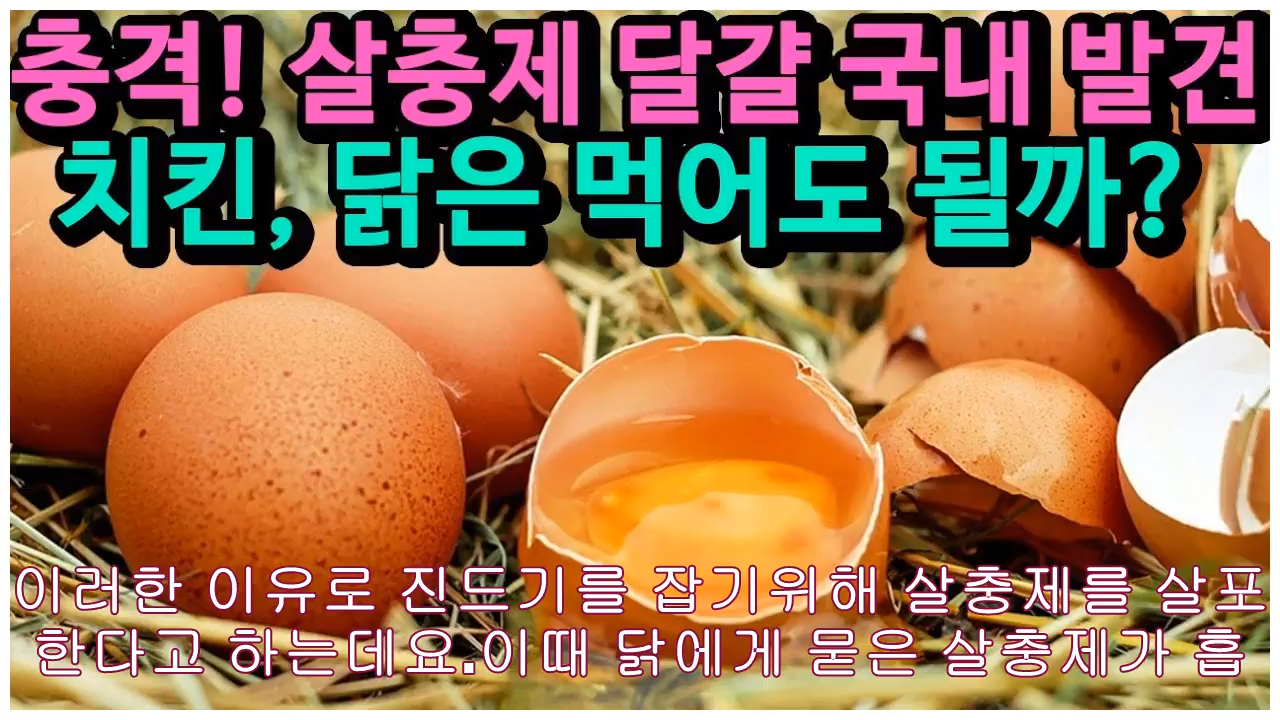 충격! 살충제 달걀 국내 발견
치킨, 닭은 먹어도 될까?
이러한 이유로 진드기를 잡기위해 살충제를 살포
한다고 하는데요.이때 닭에게 묻은 살충제가 흡